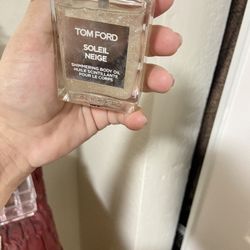 TOM FORD
SOLEIL
NEIGE
SHIMMERING BODY OIL
HUILE SCINTILLANTE
POUR LE CORPS